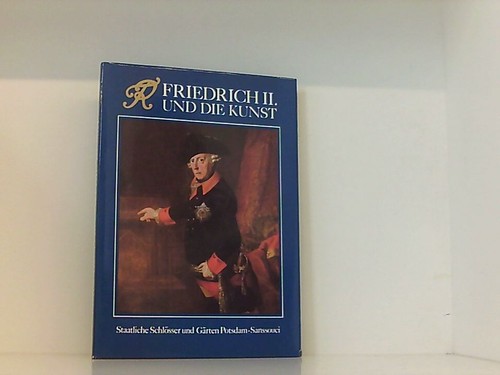 FRIEDRICH II.
UND DIE KUNST
Staatliche Schlösser und Gärten Potsdam-Sanssouci